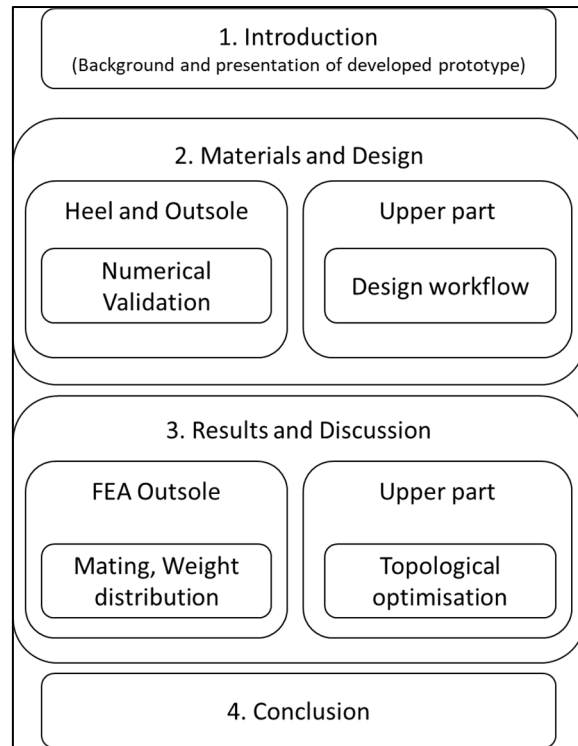 1. Introduction
(Background and presentation of developed prototype)
2. Materials and Design
Heel and Outsole
Numerical
Validation
Upper part
Design workflow
3. Results and Discussion
FEA Outsole
Mating, Weight
distribution
Upper part
Topological
optimisation
4. Conclusion